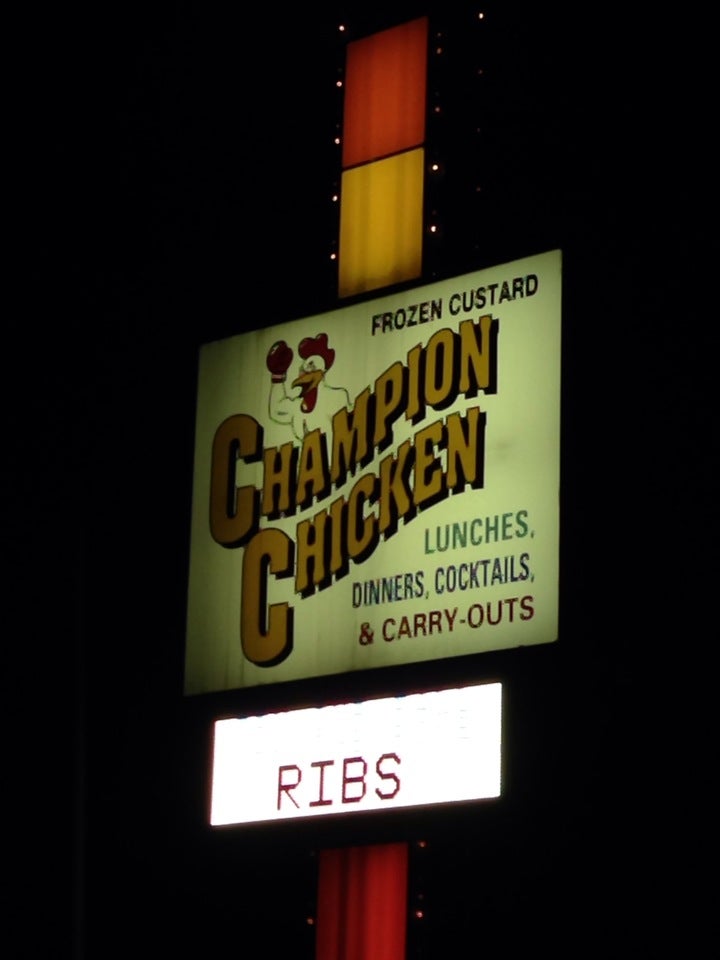 FROZEN CUSTARD
CHAMPION
CHICKEN
LUNCHES,
DINNERS, COCKTAILS,
& CARRY-OUTS
RIBS